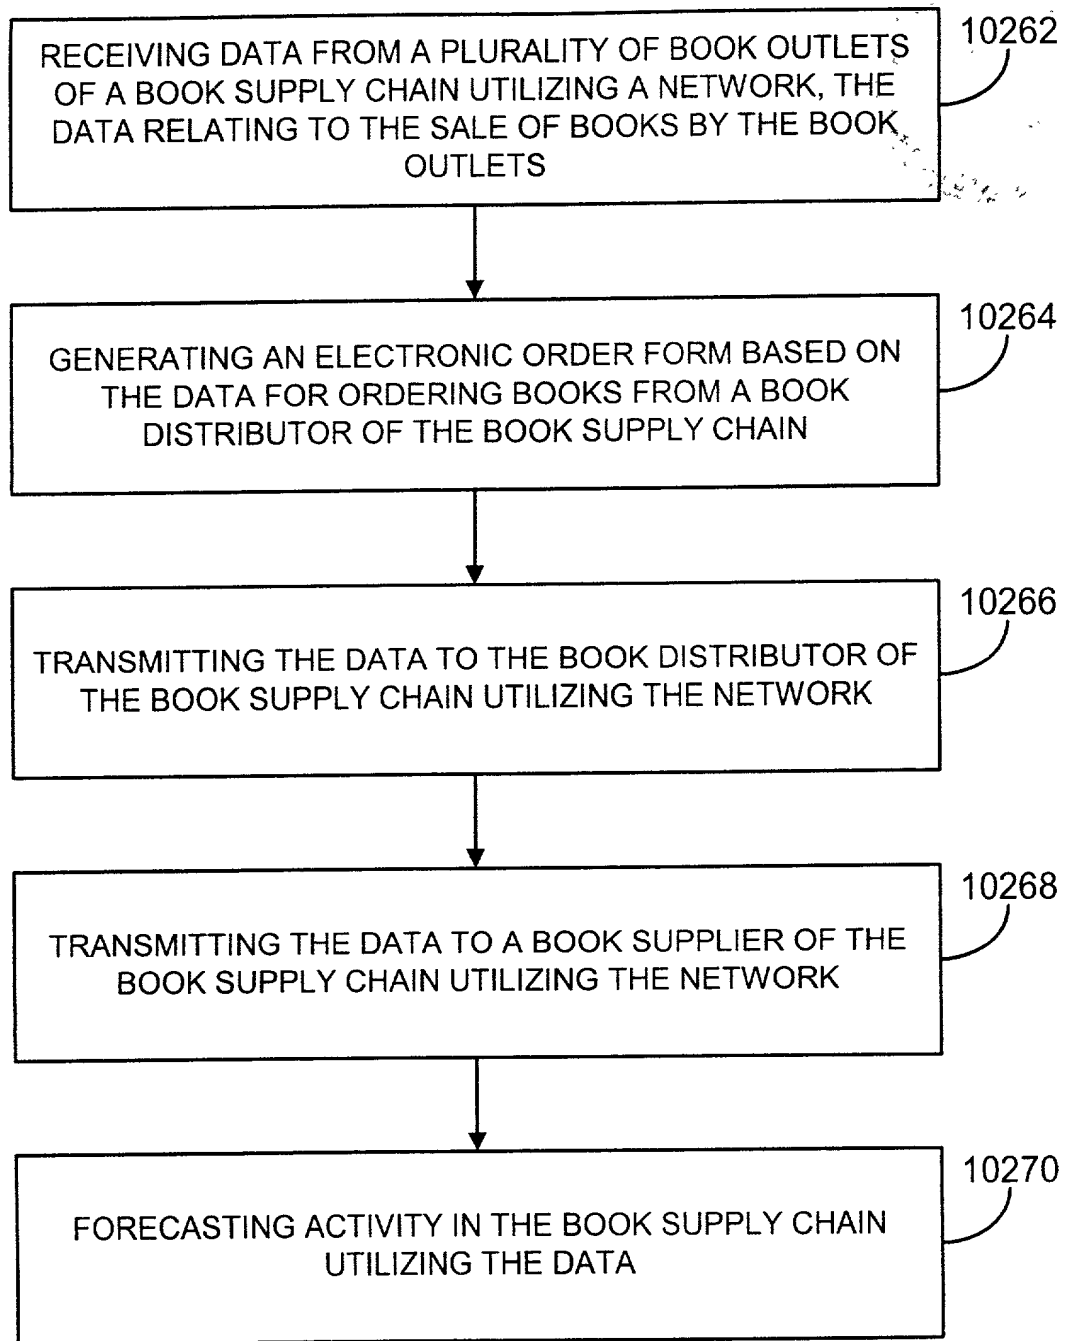 10262
RECEIVING DATA FROM A PLURALITY OF BOOK OUTLETS
OF A BOOK SUPPLY CHAIN UTILIZING A NETWORK, THE
DATA RELATING TO THE SALE OF BOOKS BY THE BOOK
OUTLETS
10264
GENERATING AN ELECTRONIC ORDER FORM BASED ON
THE DATA FOR ORDERING BOOKS FROM A BOOK
DISTRIBUTOR OF THE BOOK SUPPLY CHAIN
10266
TRANSMITTING THE DATA TO THE BOOK DISTRIBUTOR OF
THE BOOK SUPPLY CHAIN UTILIZING THE NETWORK
10268
TRANSMITTING THE DATA TO A BOOK SUPPLIER OF THE
BOOK SUPPLY CHAIN UTILIZING THE NETWORK
10270
FORECASTING ACTIVITY IN THE BOOK SUPPLY CHAIN
UTILIZING THE DATA